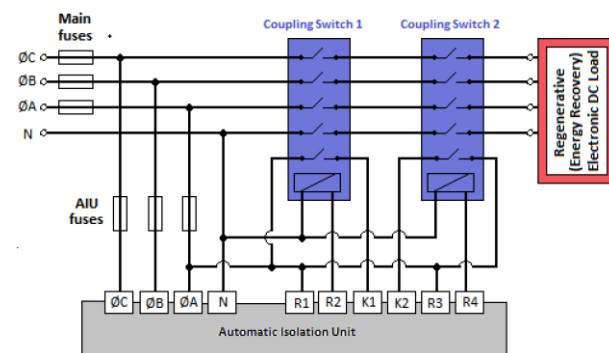 Main
fuses
Coupling Switch 1
Coupling Switch 2
ØC
ØB
ØA
N
Regenerative
(Energy Recovery)
Electronic DC Load
AIU
fuses
ØC ØB ØA N R1 R2 K1 K2 R3 R4
Automatic Isolation Unit